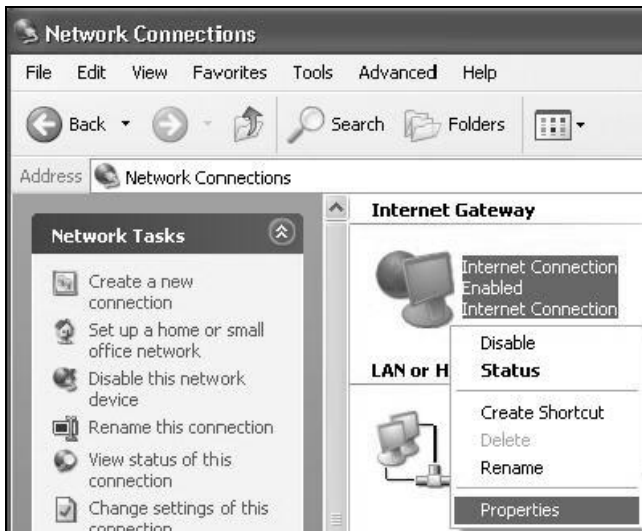 Network Connections
File Edit View Favorites Tools Advanced Help
Back Search Folders
Address Network Connections
Network Tasks
Create a new
connection
Set up a home or small
office network
Disable this network
device
Rename this connection
View status of this
connection
Change settings of this
connection
Internet Gateway
Internet Connection
Enabled
Internet Connection
LAN or H
Disable
Status
Create Shortcut
Delete
Rename
Properties